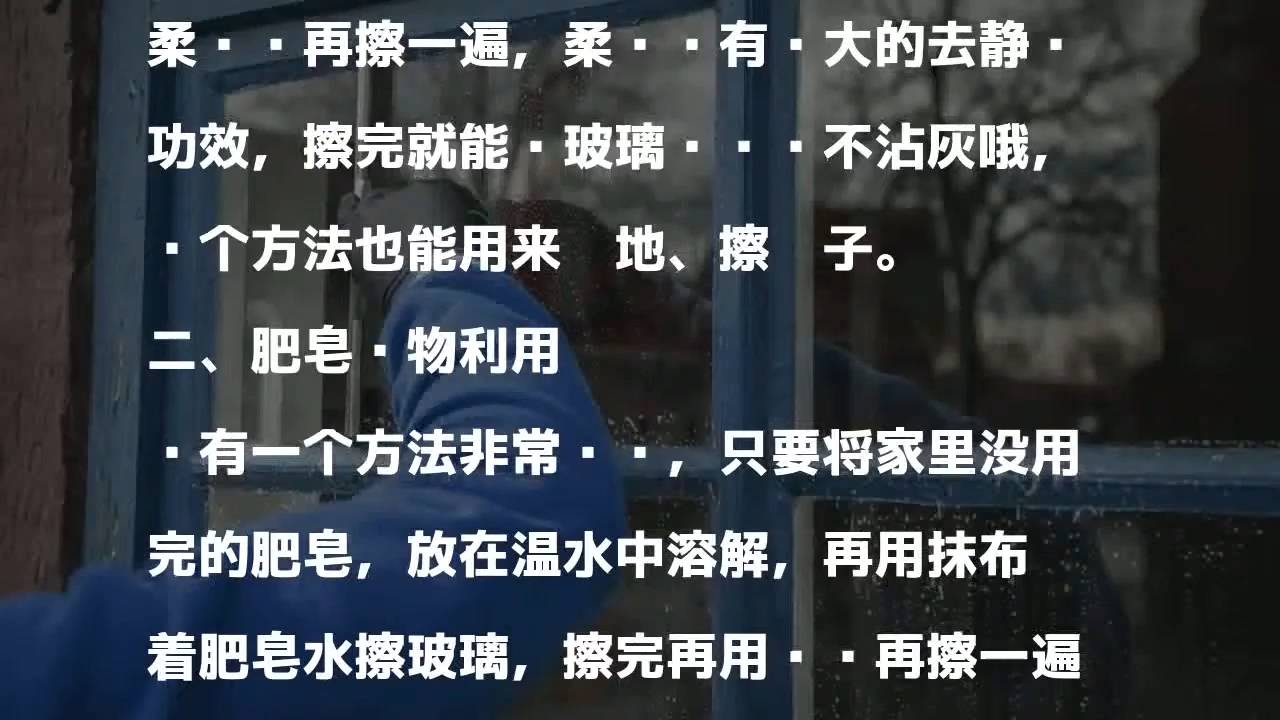 柔··再擦一遍，柔··有·大的去静·
功效，擦完就能·玻璃···不沾灰哦，
·个方法也能用来　地、擦　子。
二、肥皂·物利用
·有一个方法非常··，只要将家里没用
完的肥皂，放在温水中溶解，再用抹布
着肥皂水擦玻璃，擦完再用··再擦一遍